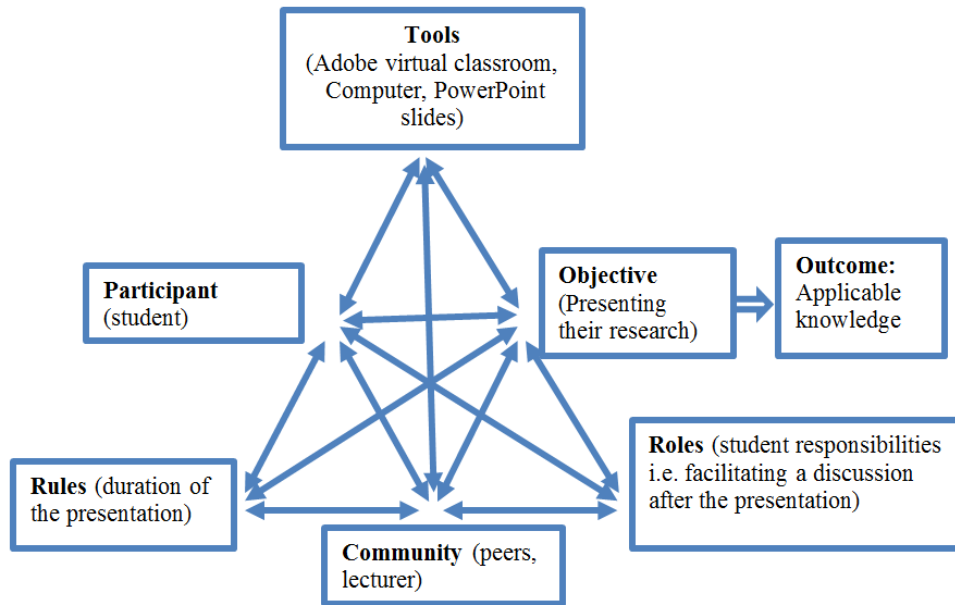 Tools
(Adobe virtual classroom,
Computer, PowerPoint
slides)
Participant
(student)
Objective
(Presenting
their research)
Outcome:
Applicable
knowledge
Rules (duration of
the presentation)
Community (peers,
lecturer)
Roles (student responsibilities
i.e. facilitating a discussion
after the presentation)